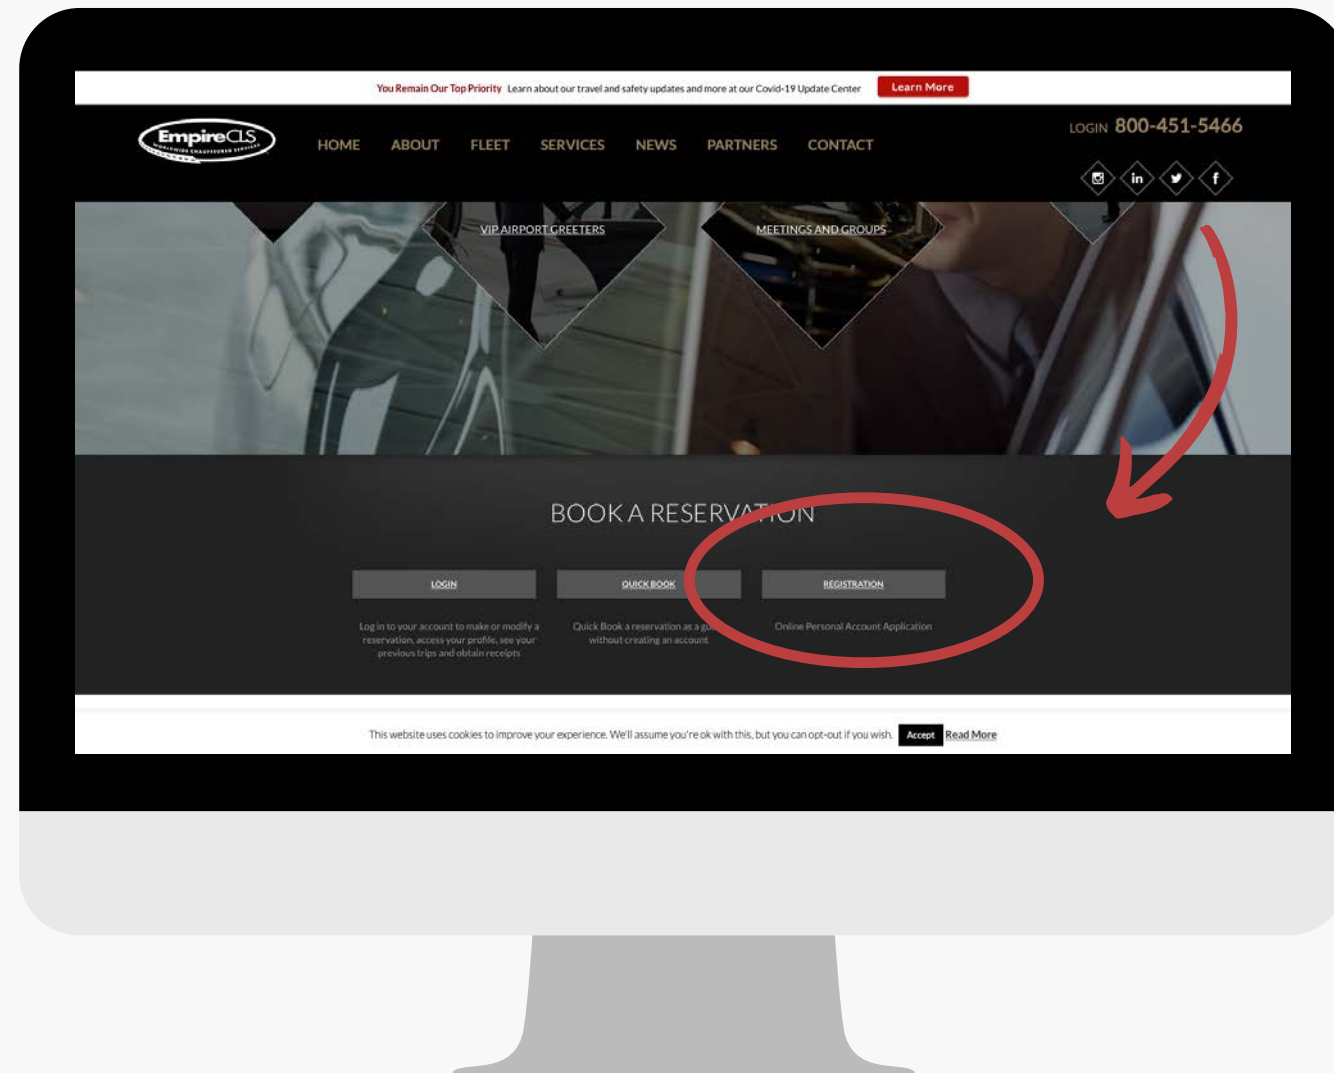 You Remain Our Top Priority Learn about our travel and safety updates and more at our Covid-19 Update Center Learn More
EmpireCLS
WORLDWIDE CHAUFFEURED SERVICES
HOME ABOUT FLEET SERVICES NEWS PARTNERS CONTACT
LOGIN 800-451-5466
VIP AIRPORT GREETERS
MEETINGS AND GROUPS
BOOK A RESERVATION
LOGIN
Log in to your account to make or modify a
reservation, access your profile, see your
previous trips and obtain receipts
QUICK BOOK
Quick Book a reservation as a
without creating an account
REGISTRATION
Online Personal Account Application
This website uses cookies to improve your experience. We'll assume you're ok with this, but you can opt-out if you wish. Accept Read More